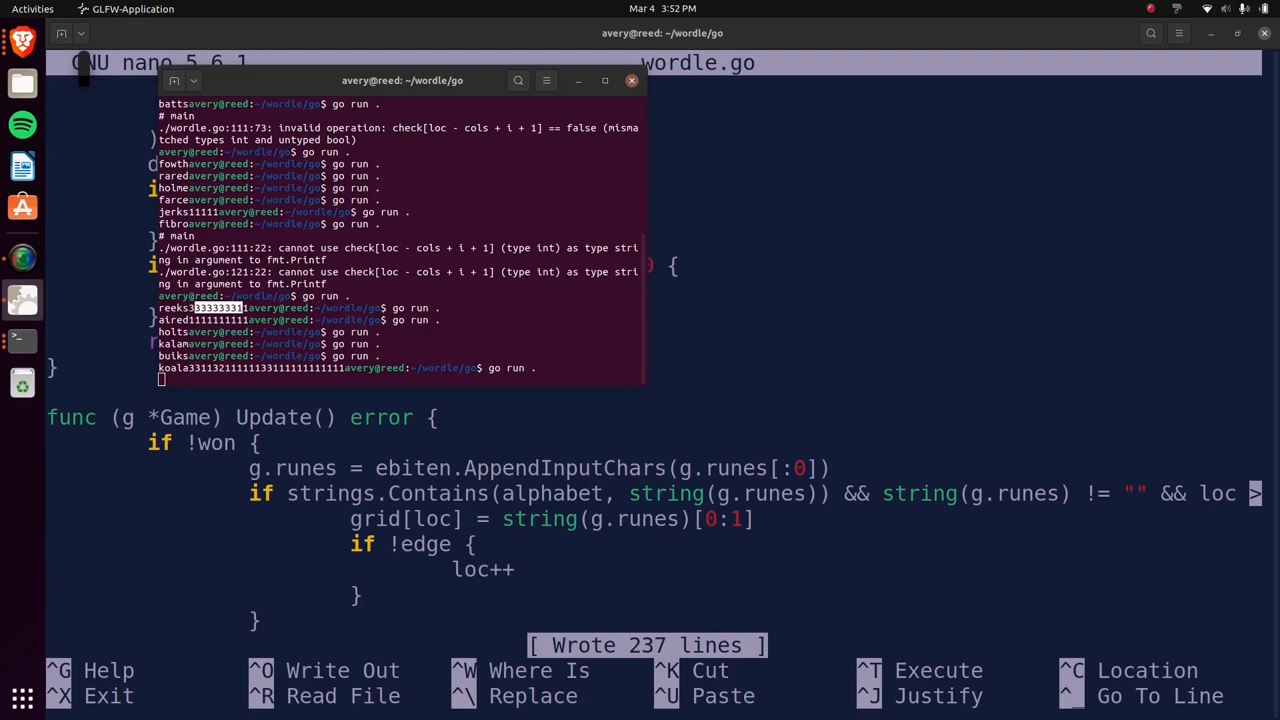 Activities
GLFW-Application
Mar 4 3:52 PM
avery@reed: ~/wordle/go
GNU nano 5.6.1
wordle.go
avery@reed: ~/wordle/go
battsavery@reed:~/wordle/go$ go run .
# main
./wordle.go:111:73: invalid operation: check[loc - cols + i + 1] == false (misma
tched types int and untyped bool)
avery@reed:~/wordle/go$ go run .
fowthavery@reed:~/wordle/go$ go run .
raredavery@reed:~/wordle/go$ go run .
holmeavery@reed:~/wordle/go$ go run .
farceavery@reed:~/wordle/go$ go run .
jerks11111avery@reed:~/wordle/go$ go run .
fibroavery@reed:~/wordle/go$ go run .
# main
./wordle.go:111:22: cannot use check[loc - cols + i + 1] (type int) as type stri
ng in argument to fmt.Printf
./wordle.go:121:22: cannot use check[loc - cols + i + 1] (type int) as type stri
ng in argument to fmt.Printf
avery@reed:~/wordle/go$ go run .
reeks3333333311avery@reed:~/wordle/go$ go run .
aired1111111111avery@reed:~/wordle/go$ go run .
holtsavery@reed:~/wordle/go$ go run .
kalamavery@reed:~/wordle/go$ go run .
buiksavery@reed:~/wordle/go$ go run .
koala33113211111133111111111111avery@reed:~/wordle/go$ go run .
)
d
i
}
i
0 {
}
r
}
func (g *Game) Update() error {
if !won {
g.runes = ebiten.AppendInputChars(g.runes[:0])
if strings.Contains(alphabet, string(g.runes)) && string(g.runes) != "" && loc >
grid[loc] = string(g.runes)[0:1]
if !edge {
loc++
}
}
[ Wrote 237 lines ]
^G Help ^O Write Out ^W Where Is ^K Cut ^T Execute ^C Location
^X Exit ^R Read File ^\ Replace ^U Paste ^J Justify ^_ Go To Line